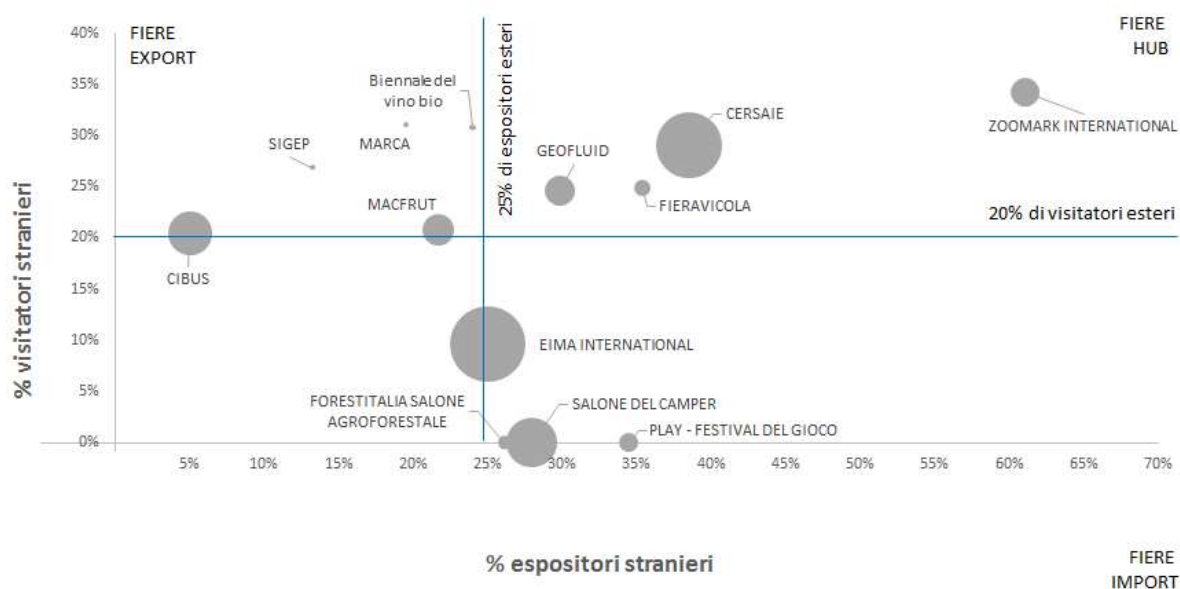 FIERE
EXPORT
FIERE
HUB
40%
35%
30%
25%
20%
15%
10%
5%
0%
% visitatori stranieri
Biennale del
vino bio
25% di espositori esteri
CERSAIE
ZOOMARK INTERNATIONAL
SIGEP
MARCA
GEOFLUID
FIERAVICOLA
MACFRUT
20% di visitatori esteri
CIBUS
EIMA INTERNATIONAL
FORESTITALIA SALONE
AGROFORESTALE
SALONE DEL CAMPER
PLAY - FESTIVAL DEL GIOCO
5% 10% 15% 20% 25% 30% 35% 40% 45% 50% 55% 60% 65% 70%
% espositori stranieri
FIERE
IMPORT